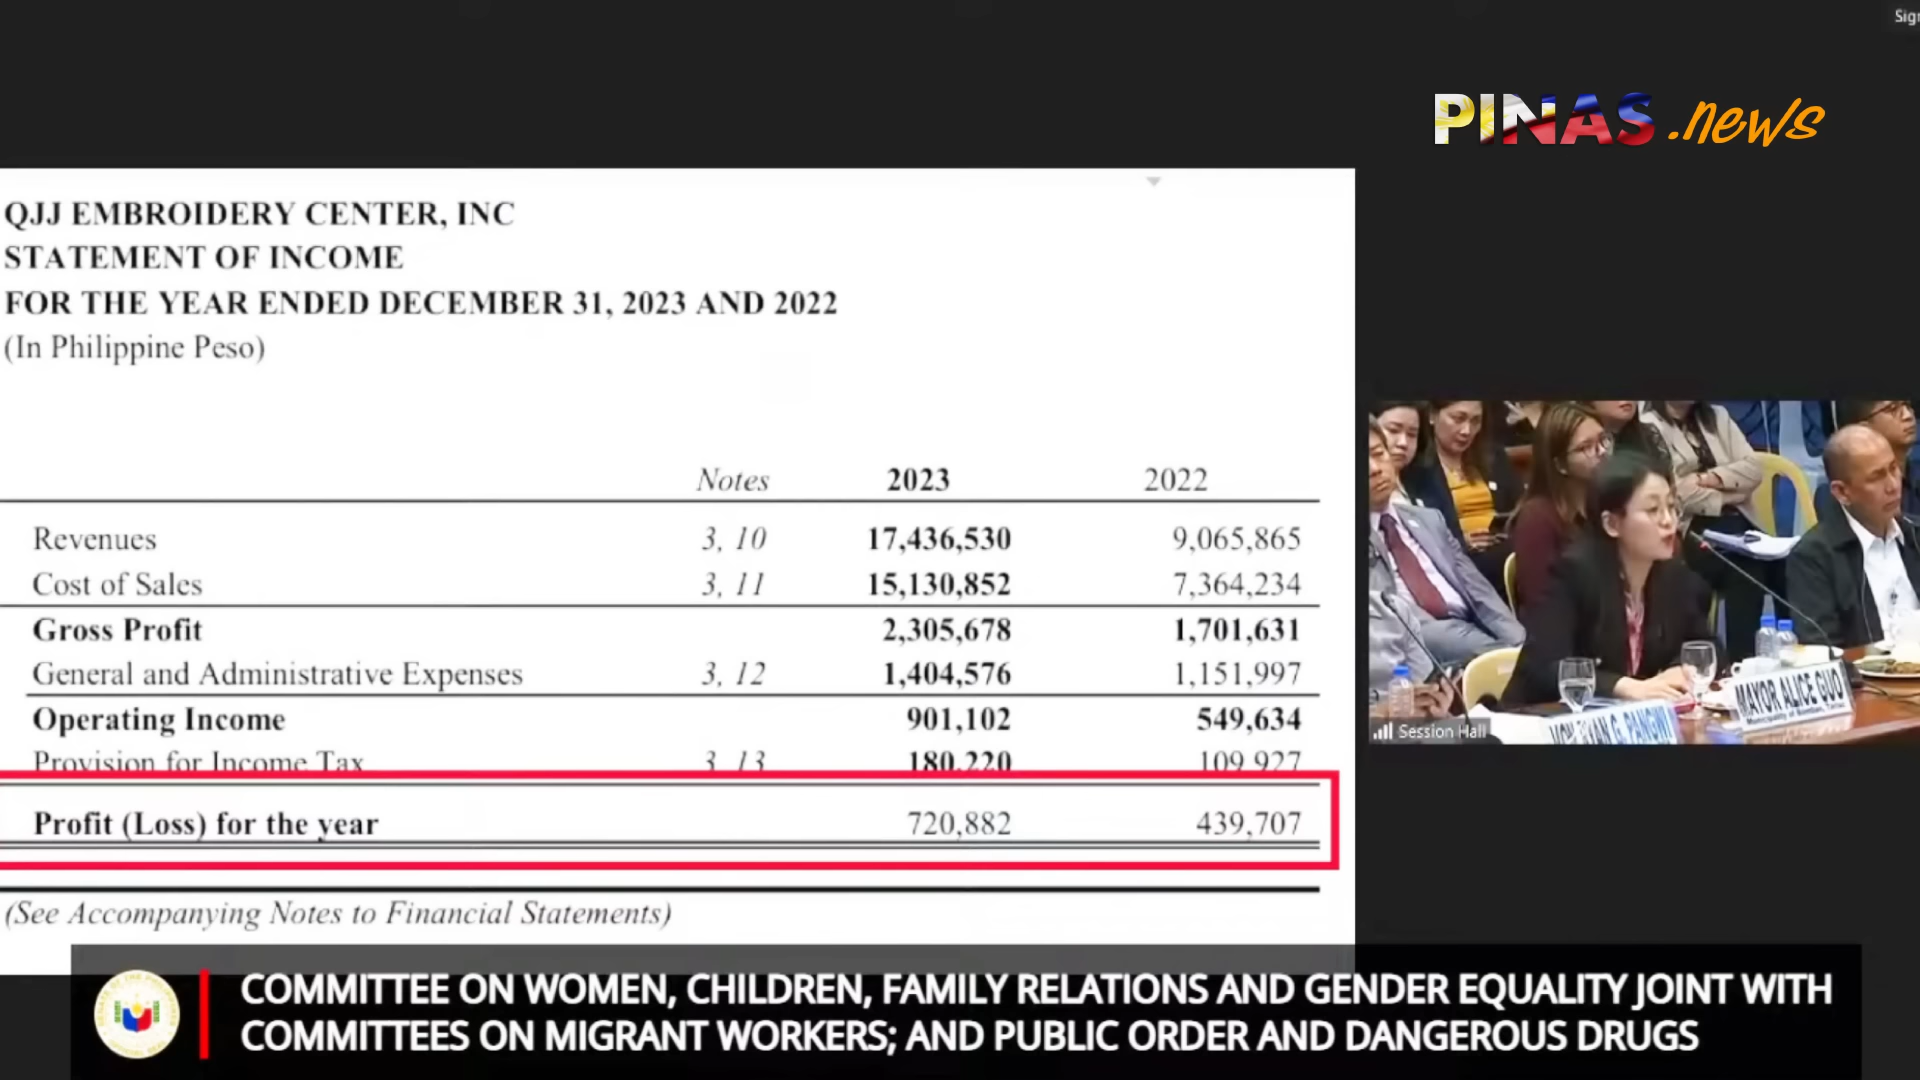 Sign
PINAS.news
QJJ EMBROIDERY CENTER, INC
STATEMENT OF INCOME
FOR THE YEAR ENDED DECEMBER 31, 2023 AND 2022
(In Philippine Peso)
Notes 2023 2022
Revenues 3, 10 17,436,530 9,065,865
Cost of Sales 3, 11 15,130,852 7,364,234
Gross Profit 2,305,678 1,701,631
General and Administrative Expenses 3, 12 1,404,576 1,151,997
Operating Income 901,102 549,634
Provision for Income Tax 3 13 180,220 109,927
Profit (Loss) for the year 720,882 439,707
(See Accompanying Notes to Financial Statements)
MAYOR ALICE GUO
Session Hall
COMMITTEE ON WOMEN, CHILDREN, FAMILY RELATIONS AND GENDER EQUALITY JOINT WITH
COMMITTEES ON MIGRANT WORKERS; AND PUBLIC ORDER AND DANGEROUS DRUGS